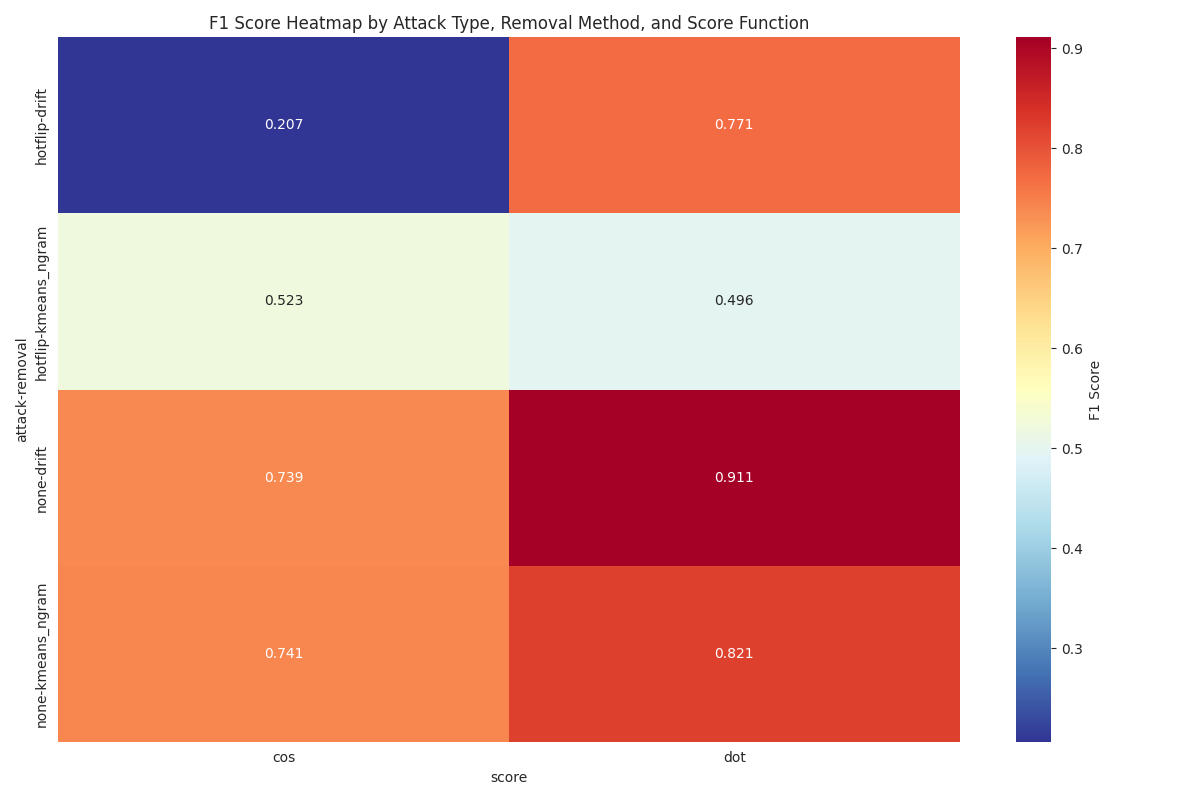 F1 Score Heatmap by Attack Type, Removal Method, and Score Function
attack-removal
hotflip-drift
0.207
0.771
hotflip-kmeans_ngram
0.523
0.496
none-drift
0.739
0.911
none-kmeans_ngram
0.741
0.821
cos
dot
score
0.9
0.8
0.7
0.6
0.5
0.4
0.3
F1 Score